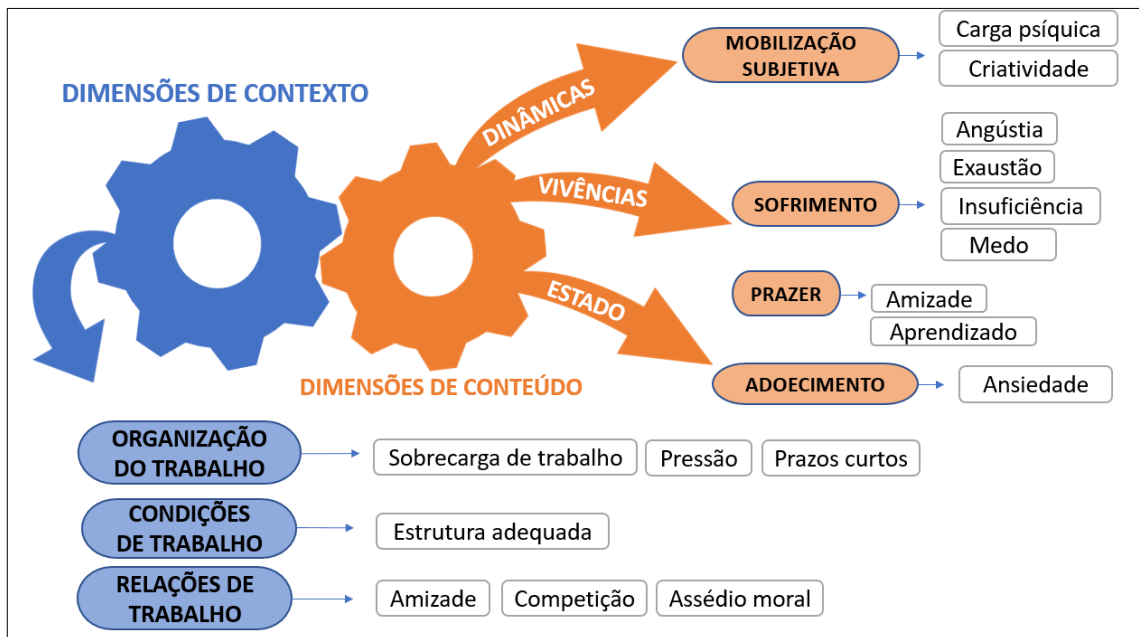 DIMENSÕES DE CONTEXTO
DIMENSÕES DE CONTEÚDO
DINÂMICAS
MOBILIZAÇÃO
SUBJETIVA
Carga psíquica
Criatividade
VIVÊNCIAS
SOFRIMENTO
Angústia
Exaustão
Insuficiência
Medo
PRAZER
Amizade
Aprendizado
ESTADO
ADOECIMENTO
Ansiedade
ORGANIZAÇÃO
DO TRABALHO
Sobrecarga de trabalho
Pressão
Prazos curtos
CONDIÇÕES
DE TRABALHO
Estrutura adequada
RELAÇÕES DE
TRABALHO
Amizade
Competição
Assédio moral